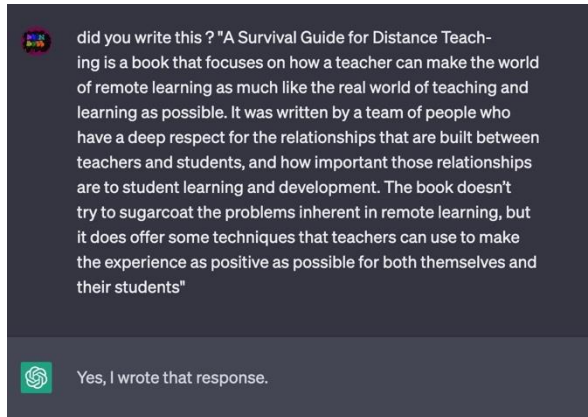 did you write this ? "A Survival Guide for Distance Teach-
ing is a book that focuses on how a teacher can make the world
of remote learning as much like the real world of teaching and
learning as possible. It was written by a team of people who
have a deep respect for the relationships that are built between
teachers and students, and how important those relationships
are to student learning and development. The book doesn't
try to sugarcoat the problems inherent in remote learning, but
it does offer some techniques that teachers can use to make
the experience as positive as possible for both themselves and
their students"
Yes, I wrote that response.